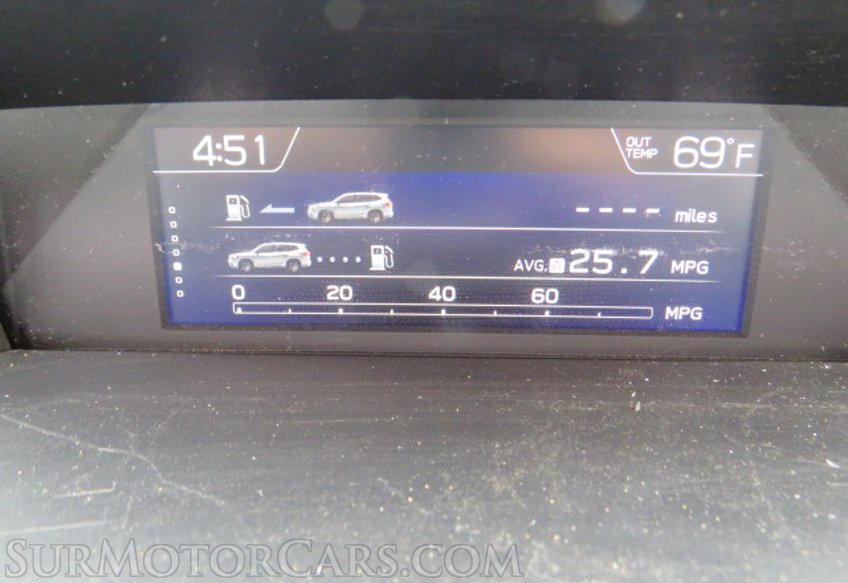 4:51
OUT TEMP 69°F
---- miles
AVG. 25.7 MPG
0 20 40 60
MPG
SURMOTORCARS.COM